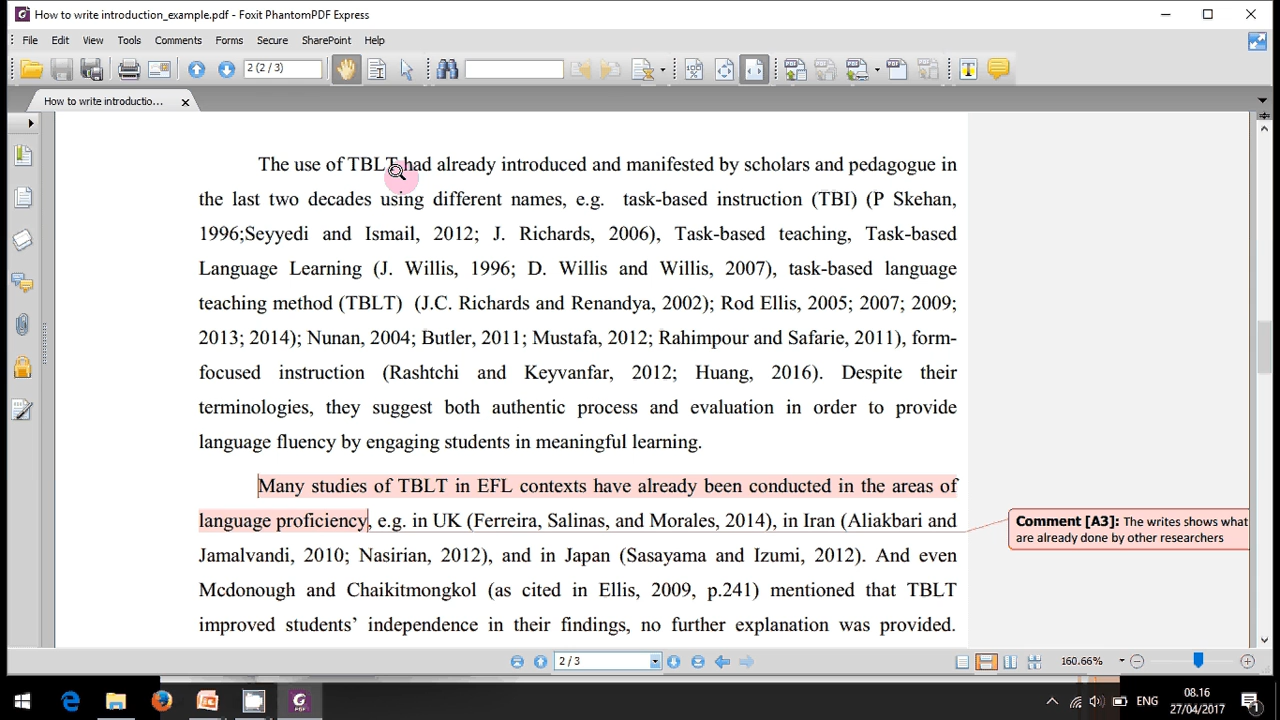 How to write introduction_example.pdf - Foxit PhantomPDF Express
File Edit View Tools Comments Forms Secure SharePoint Help
2 (2 / 3)
How to write introductio...
The use of TBLT had already introduced and manifested by scholars and pedagogue in
the last two decades using different names, e.g. task-based instruction (TBI) (P Skehan,
1996;Seyyedi and Ismail, 2012; J. Richards, 2006), Task-based teaching, Task-based
Language Learning (J. Willis, 1996; D. Willis and Willis, 2007), task-based language
teaching method (TBLT) (J.C. Richards and Renandya, 2002); Rod Ellis, 2005; 2007; 2009;
2013; 2014); Nunan, 2004; Butler, 2011; Mustafa, 2012; Rahimpour and Safarie, 2011), form-
focused instruction (Rashtchi and Keyvanfar, 2012; Huang, 2016). Despite their
terminologies, they suggest both authentic process and evaluation in order to provide
language fluency by engaging students in meaningful learning.
Many studies of TBLT in EFL contexts have already been conducted in the areas of
language proficiency, e.g. in UK (Ferreira, Salinas, and Morales, 2014), in Iran (Aliakbari and
Jamalvandi, 2010; Nasirian, 2012), and in Japan (Sasayama and Izumi, 2012). And even
Mcdonough and Chaikitmongkol (as cited in Ellis, 2009, p.241) mentioned that TBLT
improved students' independence in their findings, no further explanation was provided.
Comment [A3]: The writes shows what
are already done by other researchers
2 / 3
160.66%
ENG
08.16
27/04/2017